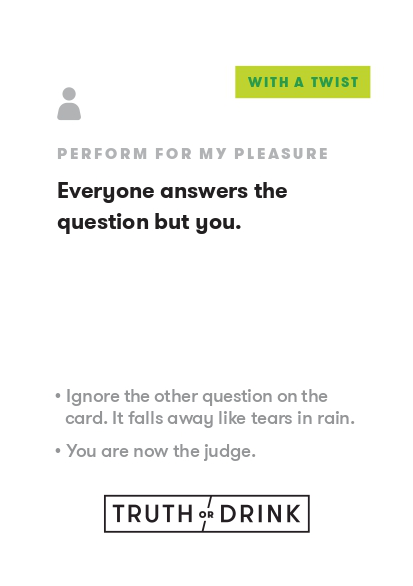 WITH A TWIST
PERFORM FOR MY PLEASURE
Everyone answers the
question but you.
• Ignore the other question on the
card. It falls away like tears in rain.
• You are now the judge.
TRUTH OR DRINK